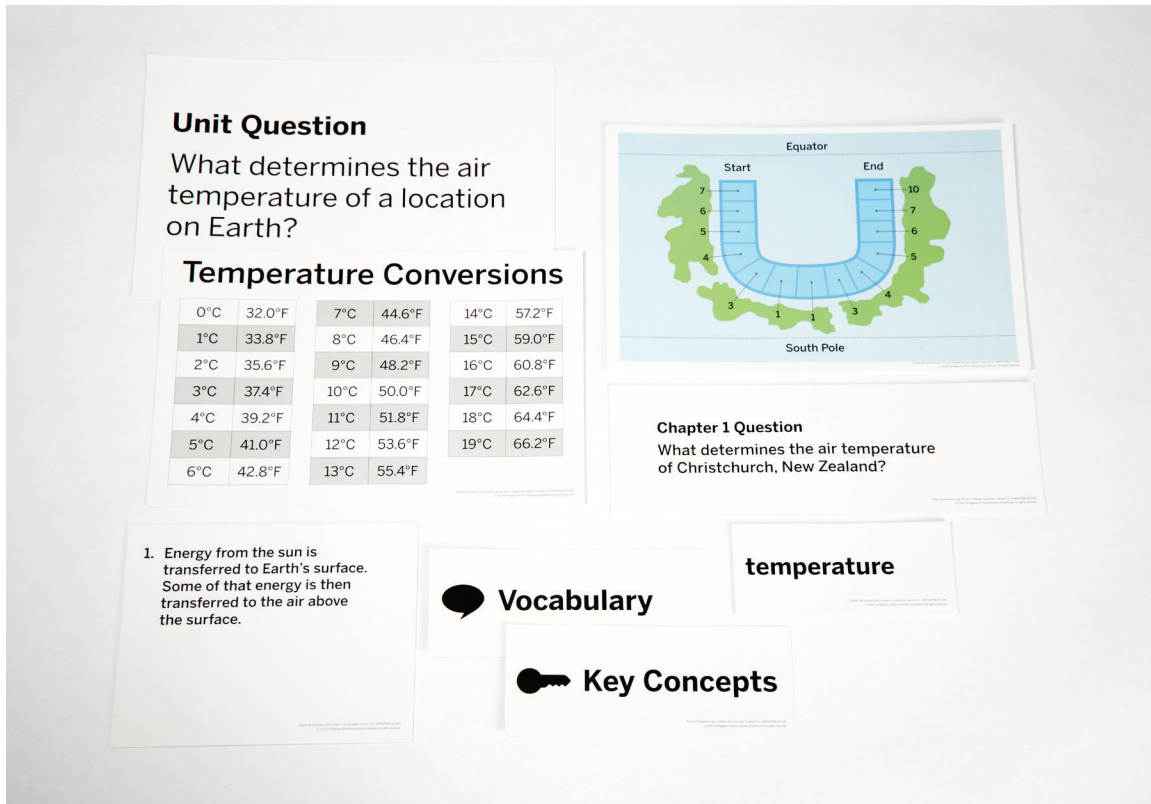 Unit Question
What determines the air
temperature of a location
on Earth?
Temperature Conversions
0°C 32.0°F
1°C 33.8°F
2°C 35.6°F
3°C 37.4°F
4°C 39.2°F
5°C 41.0°F
6°C 42.8°F
7°C 44.6°F
8°C 46.4°F
9°C 48.2°F
10°C 50.0°F
11°C 51.8°F
12°C 53.6°F
13°C 55.4°F
14°C 57.2°F
15°C 59.0°F
16°C 60.8°F
17°C 62.6°F
18°C 64.4°F
19°C 66.2°F
Equator
Start End
7 10
6 7
5 6
4 5
3 1 1 3 4
South Pole
Chapter 1 Question
What determines the air temperature
of Christchurch, New Zealand?
1. Energy from the sun is
transferred to Earth's surface.
Some of that energy is then
transferred to the air above
the surface.
Vocabulary
temperature
Key Concepts